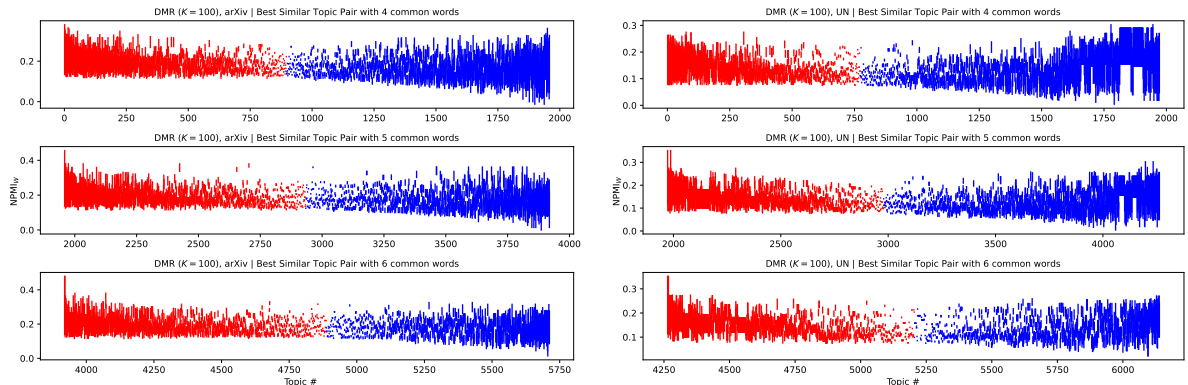 DMR (K = 100), arXiv | Best Similar Topic Pair with 4 common words
0.2
0.0
0 250 500 750 1000 1250 1500 1750 2000
DMR (K = 100), arXiv | Best Similar Topic Pair with 5 common words
NPMI_W
0.4
0.2
0.0
2000 2250 2500 2750 3000 3250 3500 3750 4000
DMR (K = 100), arXiv | Best Similar Topic Pair with 6 common words
0.4
0.2
0.0
4000 4250 4500 4750 5000 5250 5500 5750
Topic #
DMR (K = 100), UN | Best Similar Topic Pair with 4 common words
0.3
0.2
0.1
0.0
0 250 500 750 1000 1250 1500 1750 2000
DMR (K = 100), UN | Best Similar Topic Pair with 5 common words
NPMI_W
0.3
0.2
0.1
0.0
2000 2500 3000 3500 4000
DMR (K = 100), UN | Best Similar Topic Pair with 6 common words
0.3
0.2
0.1
4250 4500 4750 5000 5250 5500 5750 6000
Topic #